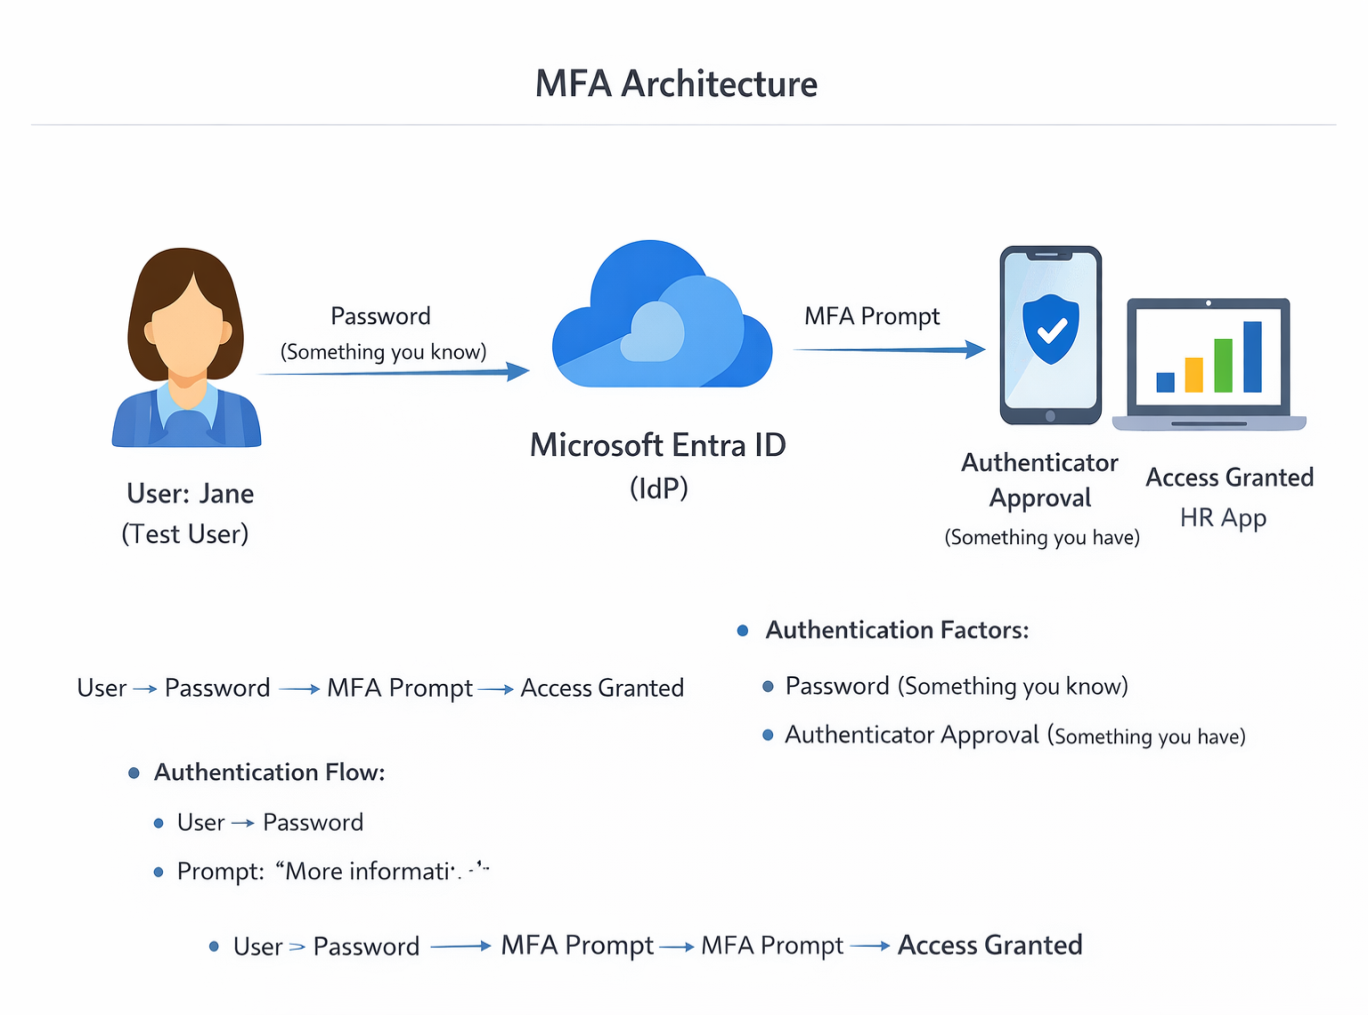 MFA Architecture
Password
(Something you know)
MFA Prompt
User: Jane
(Test User)
Microsoft Entra ID
(IdP)
Authenticator
Approval
(Something you have)
Access Granted
HR App
User → Password → MFA Prompt → Access Granted
• Authentication Factors:
• Password (Something you know)
• Authenticator Approval (Something you have)
• Authentication Flow:
• User → Password
• Prompt: “More
• User > Password → MFA Prompt → MFA Prompt → Access Granted